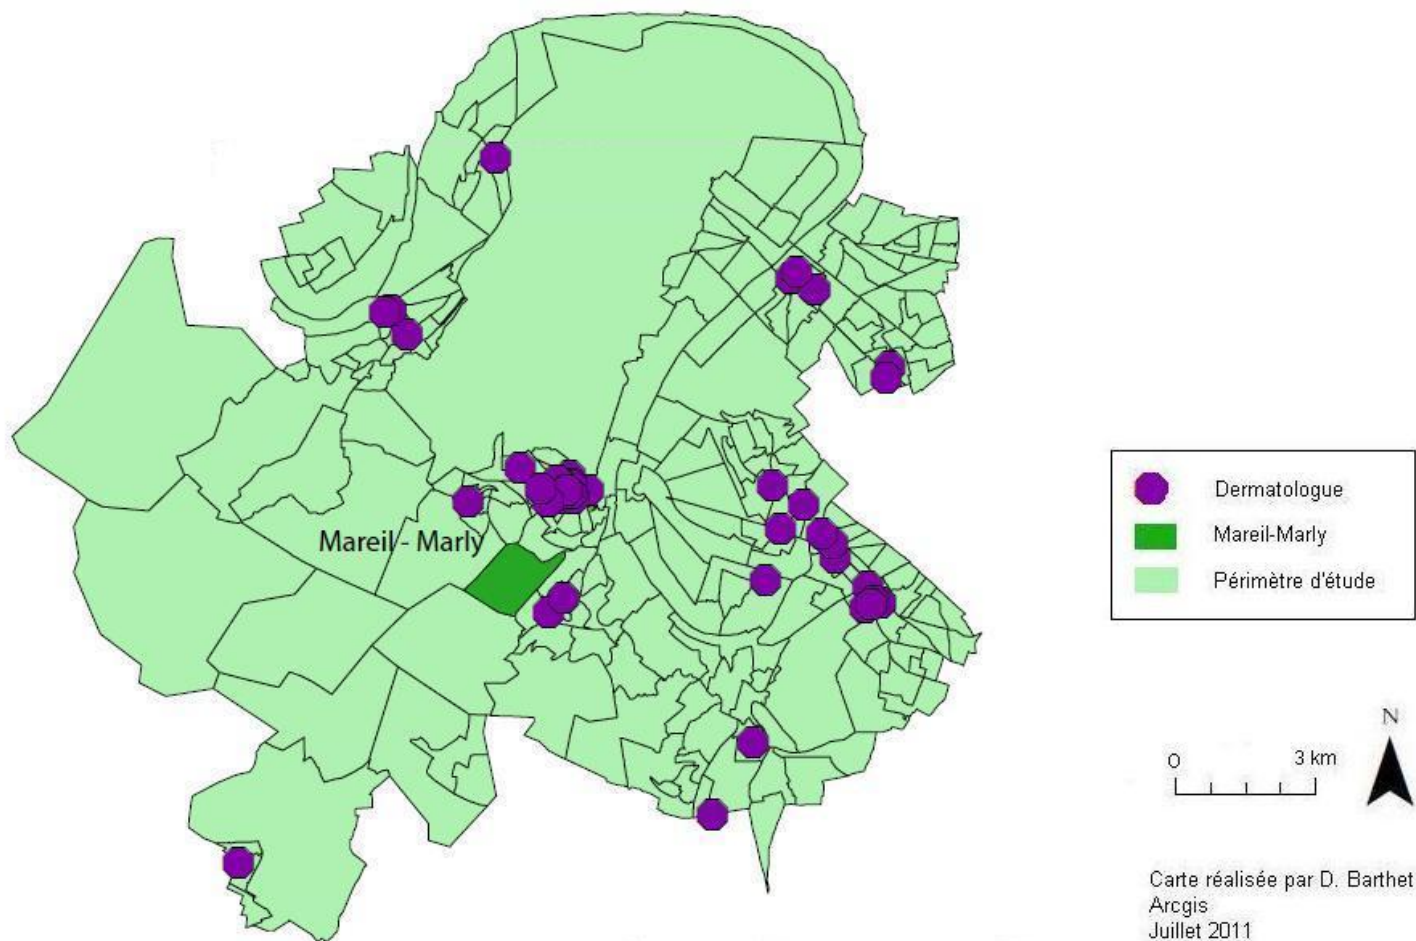 Mareil - Marly
Dermatologue
Mareil-Marly
Périmètre d'étude
N
0 3 km
Carte réalisée par D. Barthet
Arcgis
Juillet 2011